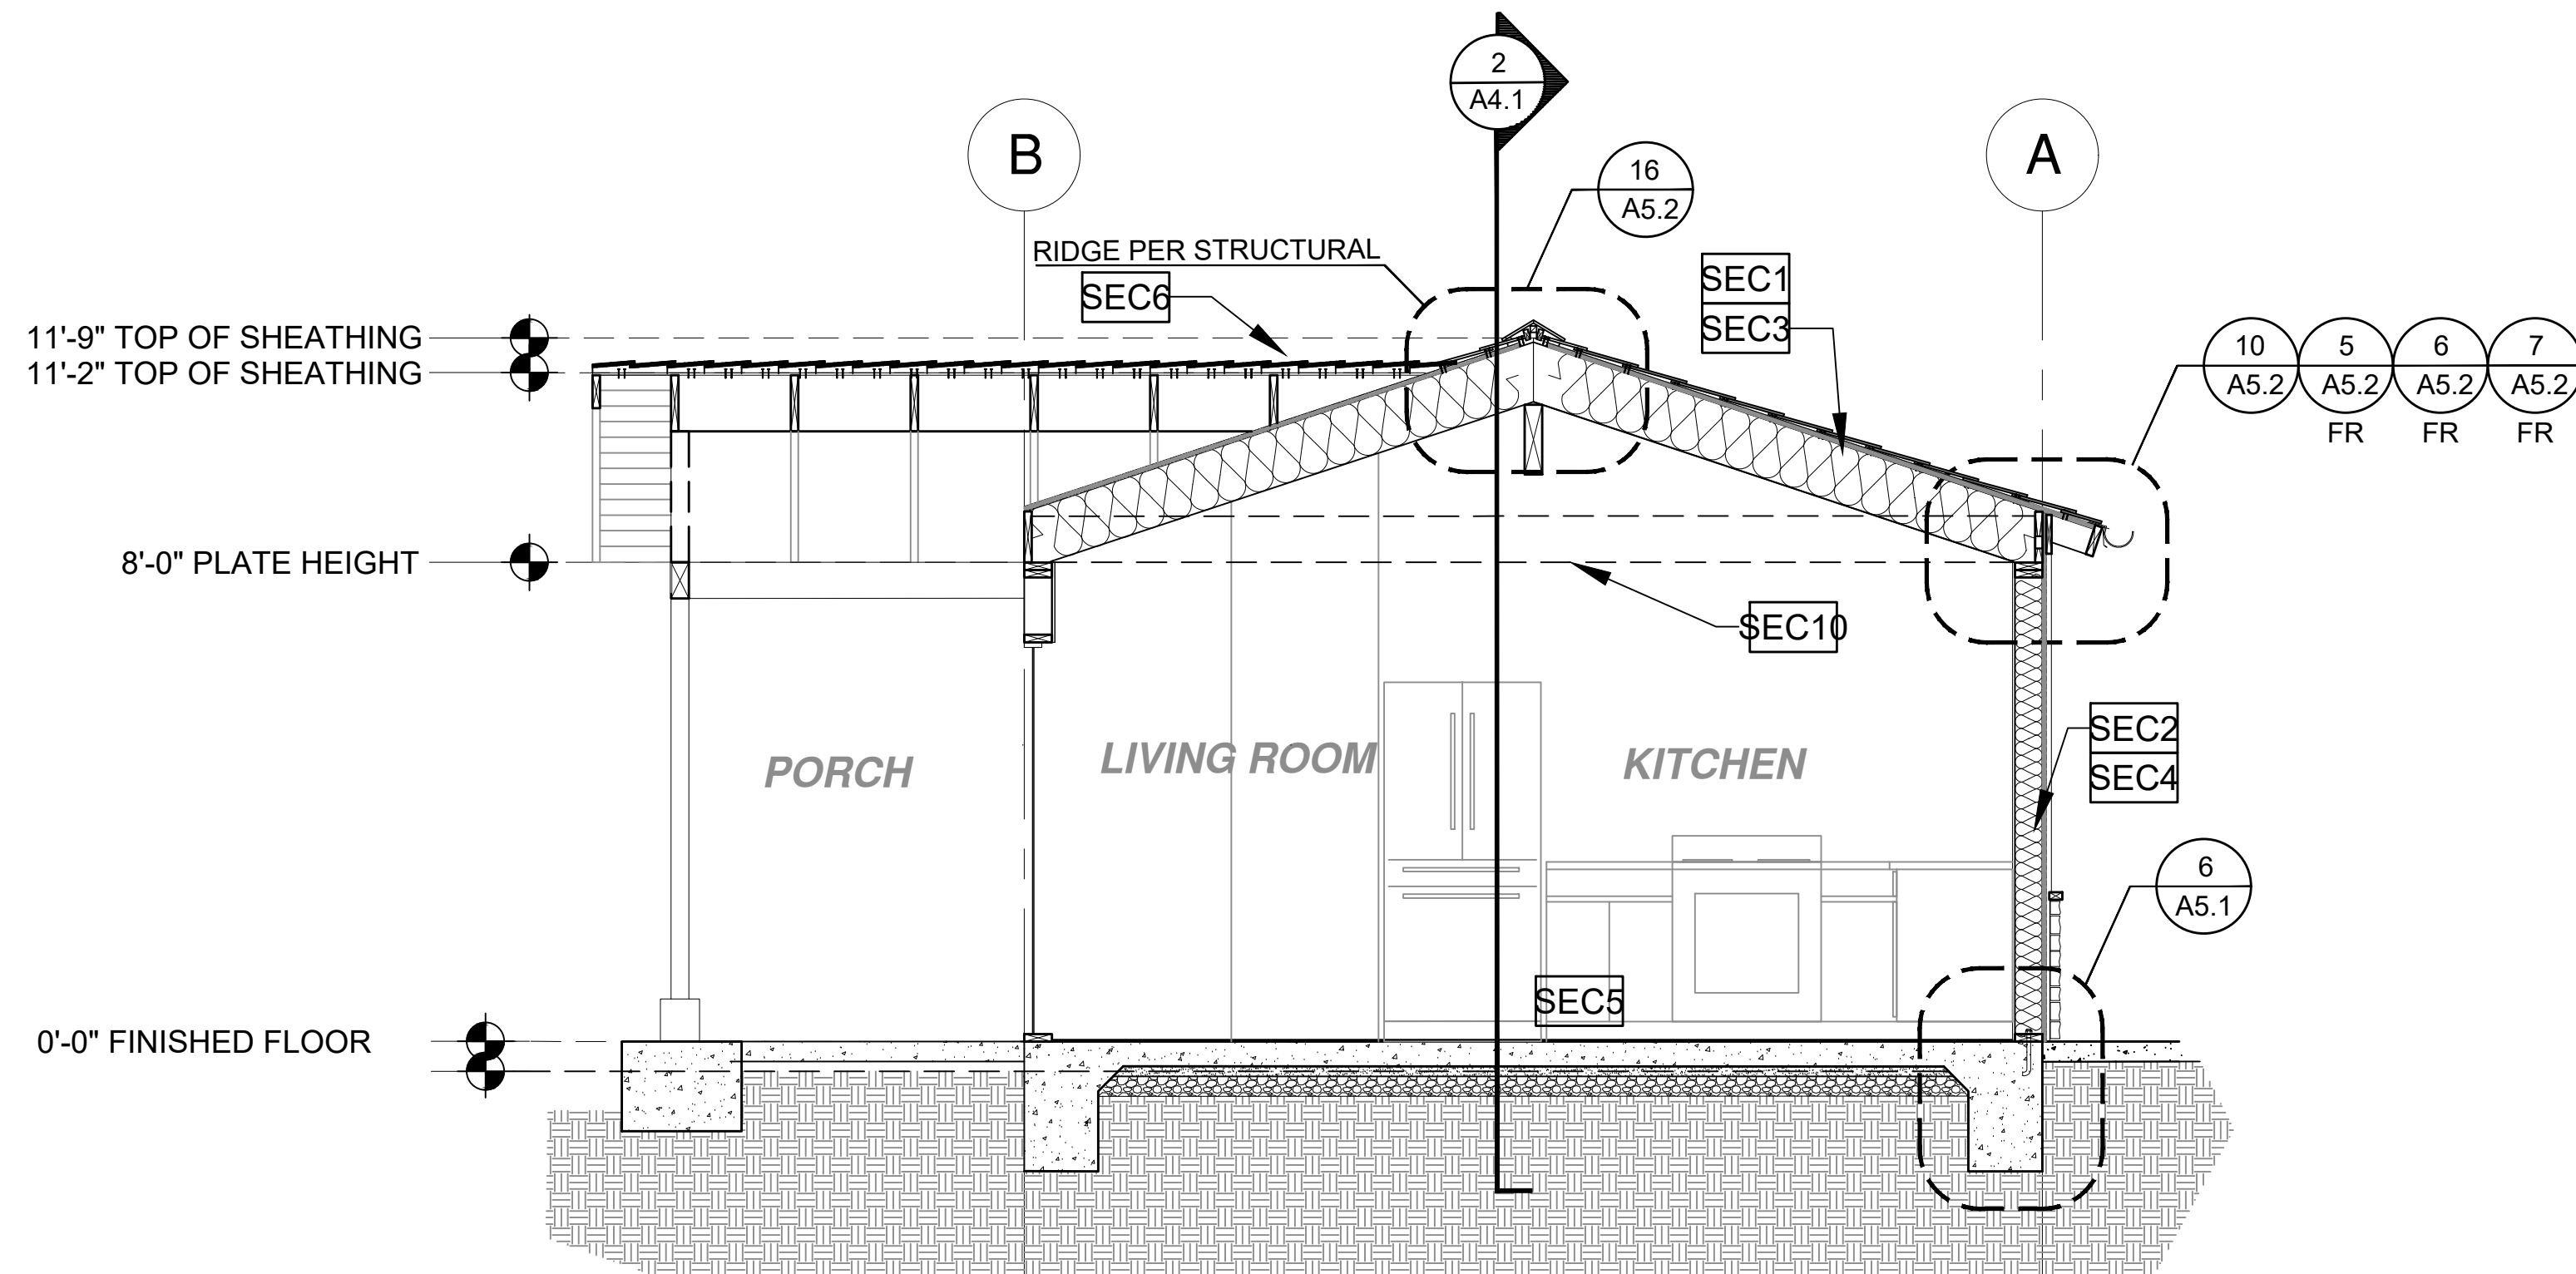 2
A4.1
B
A
16
A5.2
RIDGE PER STRUCTURAL
SEC6
SEC1
SEC3
11'-9" TOP OF SHEATHING
11'-2" TOP OF SHEATHING
10
A5.2
5
A5.2
FR
6
A5.2
FR
7
A5.2
FR
8'-0" PLATE HEIGHT
SEC10
SEC2
SEC4
PORCH
LIVING ROOM
KITCHEN
6
A5.1
SEC5
0'-0" FINISHED FLOOR